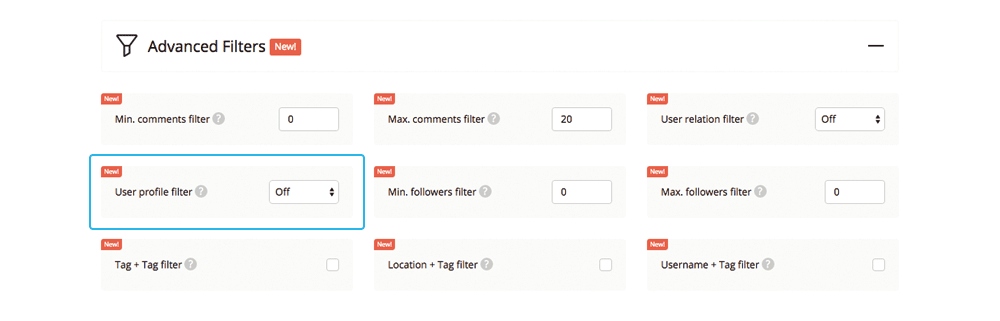 Advanced Filters New!
New! New! New!
Min. comments filter ? 0 Max. comments filter ? 20 User relation filter ? Off
New! New! New!
User profile filter ? Off Min. followers filter ? 0 Max. followers filter ? 0
New! New! New!
Tag + Tag filter ? Location + Tag filter ? Username + Tag filter ?